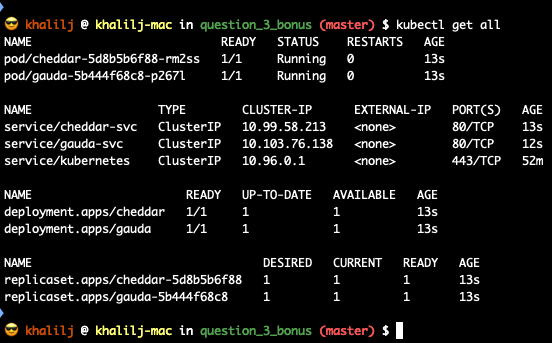 😎 khalilj @ khalilj-mac in question_3_bonus (master) $ kubectl get all
NAME READY STATUS RESTARTS AGE
pod/cheddar-5d8b5b6f88-rm2ss 1/1 Running 0 13s
pod/gauda-5b444f68c8-p267l 1/1 Running 0 13s
NAME TYPE CLUSTER-IP EXTERNAL-IP PORT(S) AGE
service/cheddar-svc ClusterIP 10.99.58.213 <none> 80/TCP 13s
service/gauda-svc ClusterIP 10.103.76.138 <none> 80/TCP 12s
service/kubernetes ClusterIP 10.96.0.1 <none> 443/TCP 52m
NAME READY UP-TO-DATE AVAILABLE AGE
deployment.apps/cheddar 1/1 1 1 13s
deployment.apps/gauda 1/1 1 1 13s
NAME DESIRED CURRENT READY AGE
replicaset.apps/cheddar-5d8b5b6f88 1 1 1 13s
replicaset.apps/gauda-5b444f68c8 1 1 1 13s
😎 khalilj @ khalilj-mac in question_3_bonus (master) $